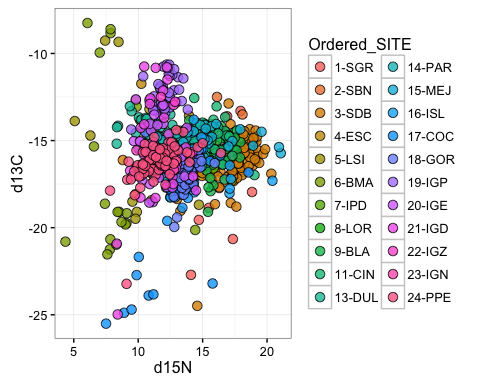 Ordered_SITE
1-SGR 14-PAR
2-SBN 15-MEJ
3-SDB 16-ISL
4-ESC 17-COC
5-LSI 18-GOR
6-BMA 19-IGP
7-IPD 20-IGE
8-LOR 21-IGD
9-BLA 22-IGZ
11-CIN 23-IGN
13-DUL 24-PPE
d13C
-10
-15
-20
-25
5 10 15 20
d15N